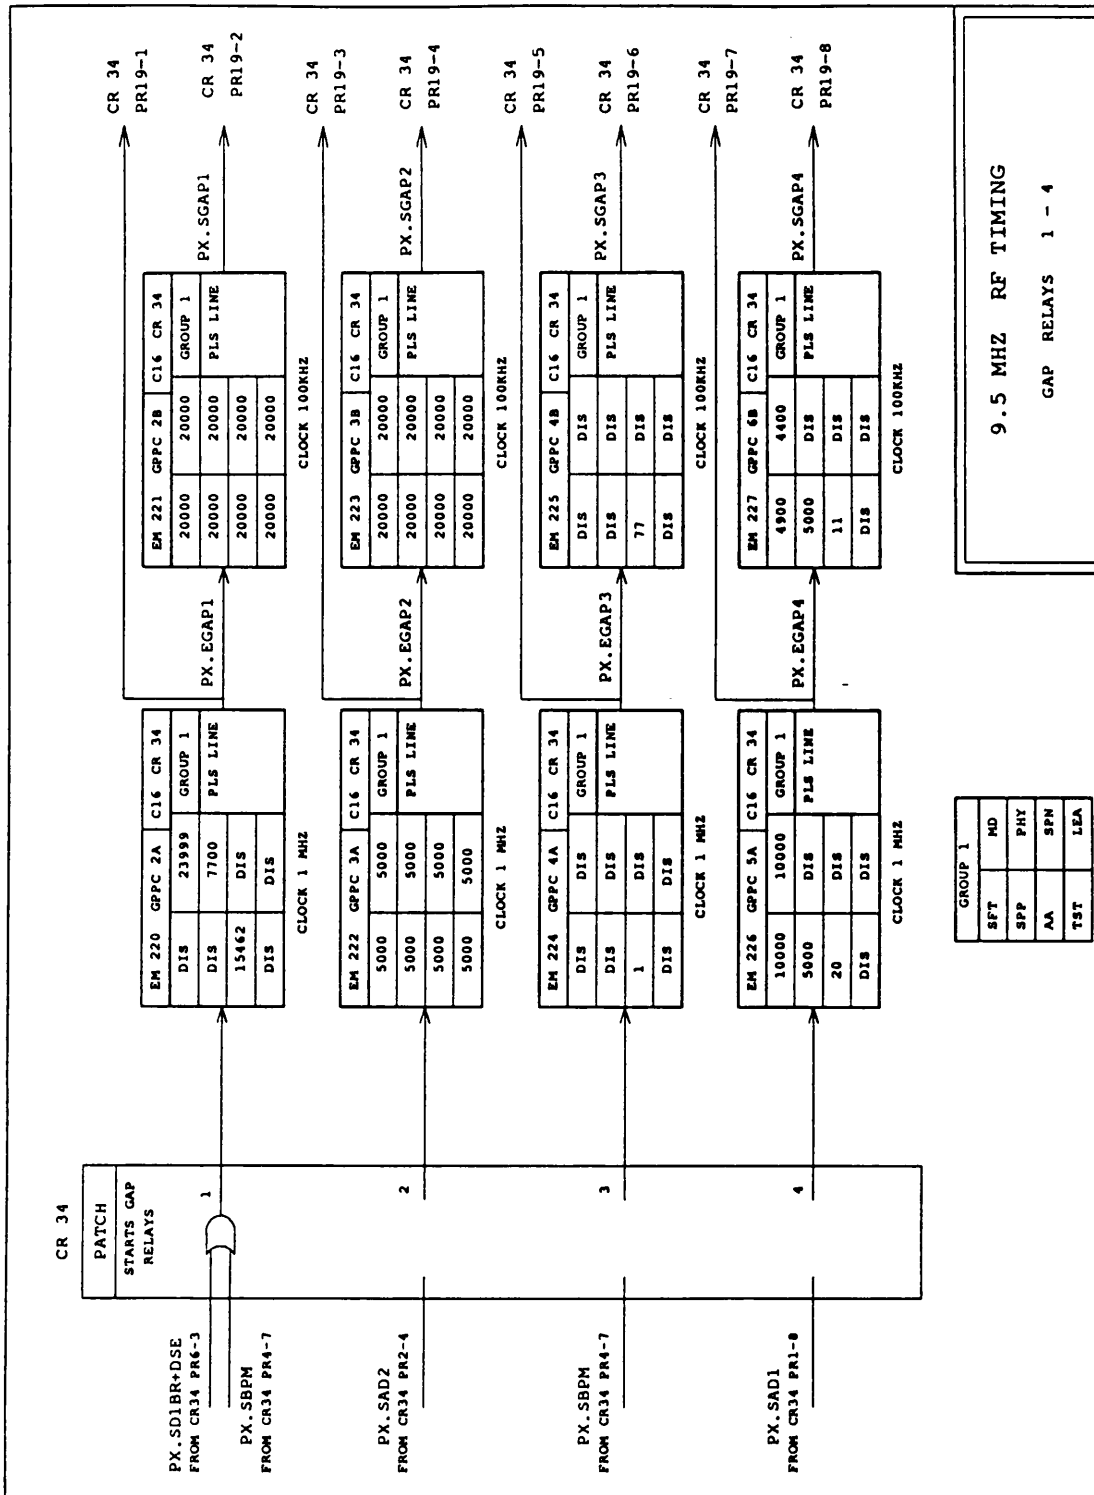 CR 34
PATCH
STARTS GAP
RELAYS
PX.SD1BR+DSE
FROM CR34 PR6-3
PX.SBPM
FROM CR34 PR4-7
1
EM 220 GPPC 2A C16 CR 34
DIS 23999 GROUP 1
DIS 7700 PLS LINE
15462 DIS
DIS DIS
CLOCK 1 MHZ
PX.EGAP1
EM 221 GPPC 2B C16 CR 34
20000 20000 GROUP 1
20000 20000 PLS LINE
20000 20000
20000 20000
CLOCK 100KHZ
PX.SGAP1
CR 34
PR19-1
CR 34
PR19-2
PX.SAD2
FROM CR34 PR2-4
2
EM 222 GPPC 3A C16 CR 34
5000 5000 GROUP 1
5000 5000 PLS LINE
5000 5000
5000 5000
CLOCK 1 MHZ
PX.EGAP2
EM 223 GPPC 3B C16 CR 34
20000 20000 GROUP 1
20000 20000 PLS LINE
20000 20000
20000 20000
CLOCK 100KHZ
PX.SGAP2
CR 34
PR19-3
CR 34
PR19-4
PX.SBPM
FROM CR34 PR4-7
3
EM 224 GPPC 4A C16 CR 34
DIS DIS GROUP 1
DIS DIS PLS LINE
1 DIS
DIS DIS
CLOCK 1 MHZ
PX.EGAP3
EM 225 GPPC 4B C16 CR 34
DIS DIS GROUP 1
DIS DIS PLS LINE
77 DIS
DIS DIS
CLOCK 100KHZ
PX.SGAP3
CR 34
PR19-5
CR 34
PR19-6
PX.SAD1
FROM CR34 PR1-8
4
EM 226 GPPC 5A C16 CR 34
10000 10000 GROUP 1
5000 DIS PLS LINE
20 DIS
DIS DIS
CLOCK 1 MHZ
PX.EGAP4
EM 227 GPPC 6B C16 CR 34
4900 4400 GROUP 1
5000 DIS PLS LINE
11 DIS
DIS DIS
CLOCK 100KHZ
PX.SGAP4
CR 34
PR19-7
CR 34
PR19-8
GROUP 1
SFT MD
SPP PHY
AA SPN
TST LEA
9.5 MHZ RF TIMING
GAP RELAYS 1 - 4